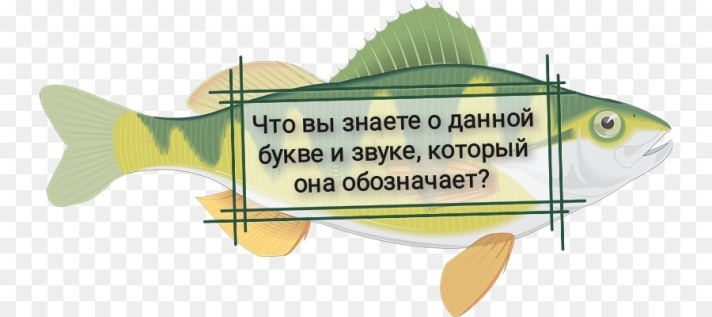 Что вы знаете о данной
букве и звуке, который
она обозначает?